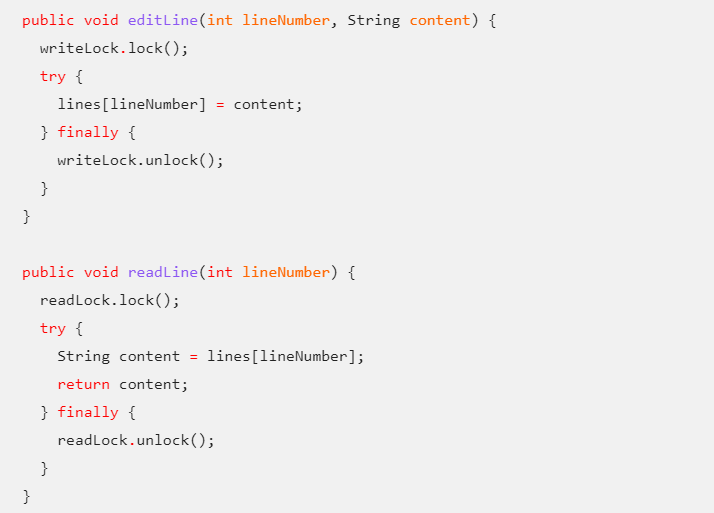 public void editLine(int lineNumber, String content) {
  writeLock.lock();
  try {
    lines[lineNumber] = content;
  } finally {
    writeLock.unlock();
  }
}

public void readLine(int lineNumber) {
  readLock.lock();
  try {
    String content = lines[lineNumber];
    return content;
  } finally {
    readLock.unlock();
  }
}